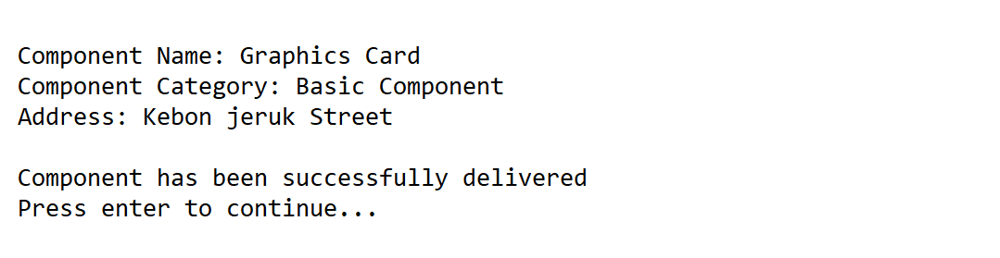 Component Name: Graphics Card
Component Category: Basic Component
Address: Kebon jeruk Street
Component has been successfully delivered
Press enter to continue...